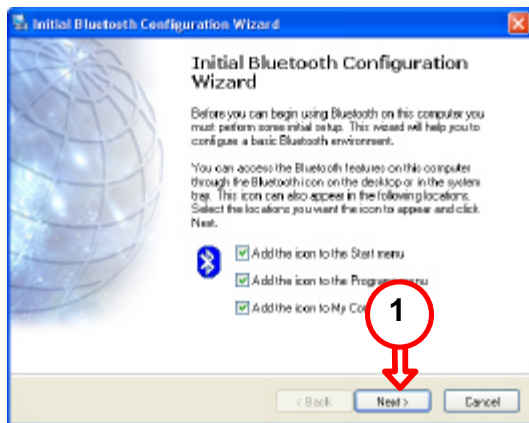 Initial Bluetooth Configuration Wizard
Initial Bluetooth Configuration
Wizard
Before you can begin using Bluetooth on this computer you
must perform some initial setup. This wizard will help you to
configure a basic Bluetooth environment.
You can access the Bluetooth features on this computer
through the Bluetooth icon on the desktop or in the system
tray. This icon can also appear in the following locations.
Select the locations you want the icon to appear and click
Next.
Add the icon to the Start menu
Add the icon to the Program menu
Add the icon to My Co
1
< Back
Next >
Cancel